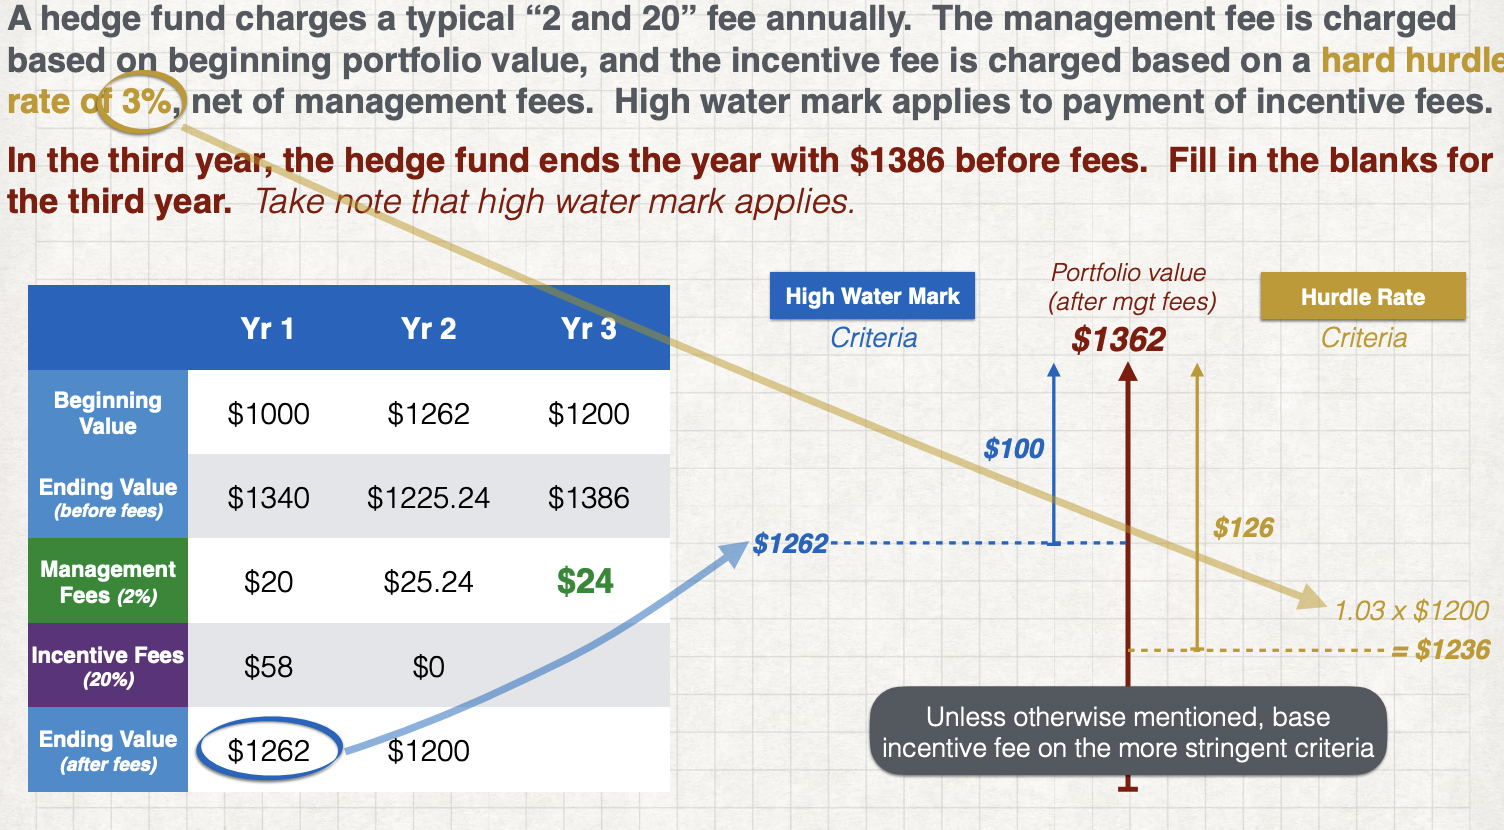 A hedge fund charges a typical “2 and 20” fee annually.  The management fee is charged
based on beginning portfolio value, and the incentive fee is charged based on a hard hurdle
rate of 3%, net of management fees.  High water mark applies to payment of incentive fees.
In the third year, the hedge fund ends the year with $1386 before fees.  Fill in the blanks for
the third year.  Take note that high water mark applies.
Yr 1 Yr 2 Yr 3
Beginning
Value
$1000 $1262 $1200
Ending Value
(before fees)
$1340 $1225.24 $1386
Management
Fees (2%)
$20 $25.24 $24
Incentive Fees
(20%)
$58 $0
Ending Value
(after fees)
$1262 $1200
High Water Mark
Criteria
Portfolio value
(after mgt fees)
$1362
Hurdle Rate
Criteria
$100
$126
$1262
1.03 x $1200
= $1236
Unless otherwise mentioned, base
incentive fee on the more stringent criteria